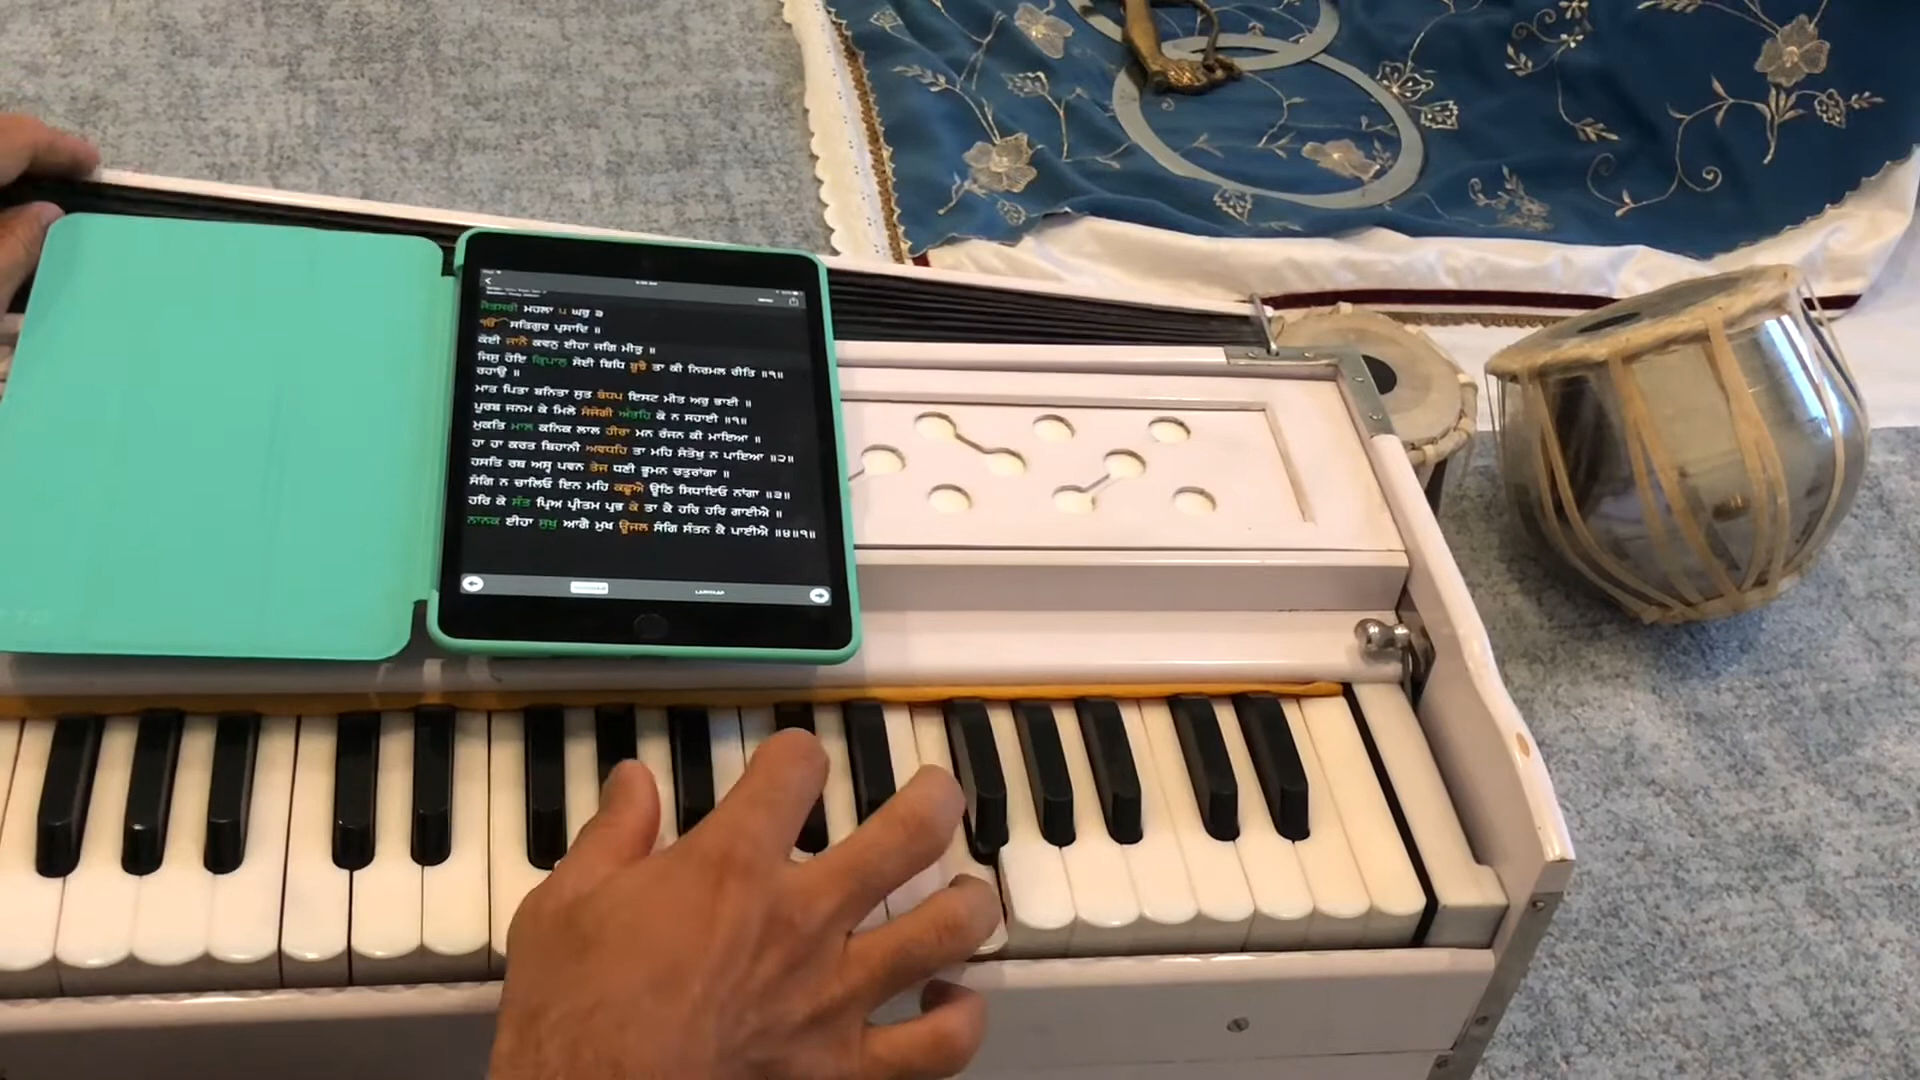 ਜੈਤਸਰੀ ਮਹਲਾ ੫ ਘਰੁ ੩
ੴ ਸਤਿਗੁਰ ਪ੍ਰਸਾਦਿ ॥
ਕੋਈ ਜਾਨੈ ਕਵਨੁ ਈਹਾ ਜਗਿ ਮੀਤੁ ॥
ਜਿਸੁ ਹੋਇ ਕ੍ਰਿਪਾਲੁ ਸੋਈ ਬਿਧਿ ਬੂਝੈ ਤਾ ਕੀ ਨਿਰਮਲ ਰੀਤਿ ॥੧॥
ਰਹਾਉ ॥
ਮਾਤ ਪਿਤਾ ਬਨਿਤਾ ਸੁਤ ਬੰਧਪ ਇਸਟ ਮੀਤ ਅਰੁ ਭਾਈ ॥
ਪੂਰਬ ਜਨਮ ਕੇ ਮਿਲੇ ਸੰਜੋਗੀ ਅੰਤਹਿ ਕੋ ਨ ਸਹਾਈ ॥੧॥
ਮੁਕਤਿ ਮਾਲ ਕਨਿਕ ਲਾਲ ਹੀਰਾ ਮਨ ਰੰਜਨ ਕੀ ਮਾਇਆ ॥
ਹਾ ਹਾ ਕਰਤ ਬਿਹਾਨੀ ਅਵਧਹਿ ਤਾ ਮਹਿ ਸੰਤੋਖੁ ਨ ਪਾਇਆ ॥੨॥
ਹਸਤਿ ਰਥ ਅਸ੍ਵ ਪਵਨ ਤੇਜ ਧਣੀ ਭੂਮਨ ਚਤੁਰਾਂਗਾ ॥
ਸੰਗਿ ਨ ਚਾਲਿਓ ਇਨ ਮਹਿ ਕਛੂਐ ਊਠਿ ਸਿਧਾਇਓ ਨਾਂਗਾ ॥੩॥
ਹਰਿ ਕੇ ਸੰਤ ਪ੍ਰਿਅ ਪ੍ਰੀਤਮ ਪ੍ਰਭ ਕੇ ਤਾ ਕੈ ਹਰਿ ਹਰਿ ਗਾਈਐ ॥
ਨਾਨਕ ਈਹਾ ਸੁਖੁ ਆਗੈ ਮੁਖ ਊਜਲ ਸੰਗਿ ਸੰਤਨ ਕੈ ਪਾਈਐ ॥੪॥੧॥